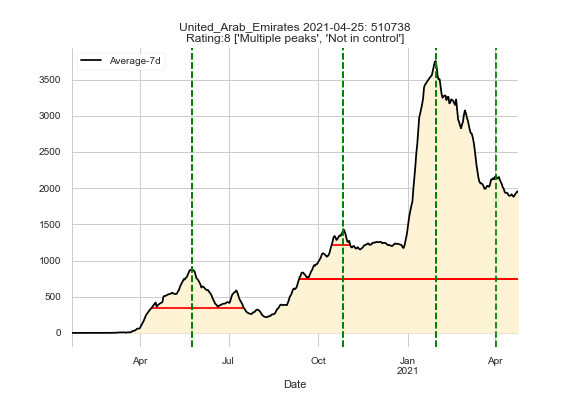 United_Arab_Emirates 2021-04-25: 510738
Rating:8 ['Multiple peaks', 'Not in control']
Average-7d
3500
3000
2500
2000
1500
1000
500
0
Apr
Jul
Oct
Jan
2021
Apr
Date